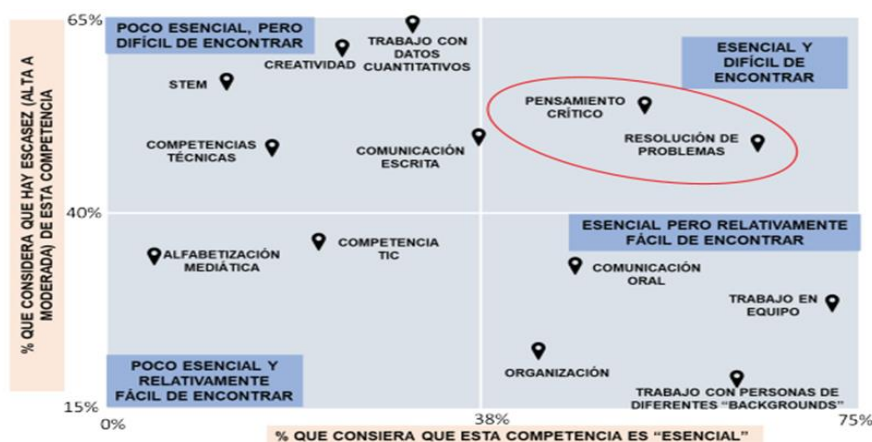 65%
POCO ESENCIAL, PERO
DIFÍCIL DE ENCONTRAR
TRABAJO CON
DATOS
CUANTITATIVOS
CREATIVIDAD
STEM
ESENCIAL Y
DIFÍCIL DE
ENCONTRAR
PENSAMIENTO
CRÍTICO
RESOLUCIÓN DE
PROBLEMAS
COMPETENCIAS
TÉCNICAS
COMUNICACIÓN
ESCRITA
% QUE CONSIDERA QUE HAY ESCÁSEZ (ALTA A
MODERADA) DE ESTA COMPETENCIA
40%
ESENCIAL PERO RELATIVAMENTE
FÁCIL DE ENCONTRAR
ALFABETIZACIÓN
MEDIÁTICA
COMPETENCIA
TIC
COMUNICACIÓN
ORAL
TRABAJO EN
EQUIPO
POCO ESENCIAL Y
RELATIVAMENTE
FÁCIL DE ENCONTRAR
ORGANIZACIÓN
TRABAJO CON PERSONAS DE
DIFERENTES “BACKGROUNDS”
15%
0%
38%
75%
% QUE CONSIERA QUE ESTA COMPETENCIA ES “ESENCIAL”